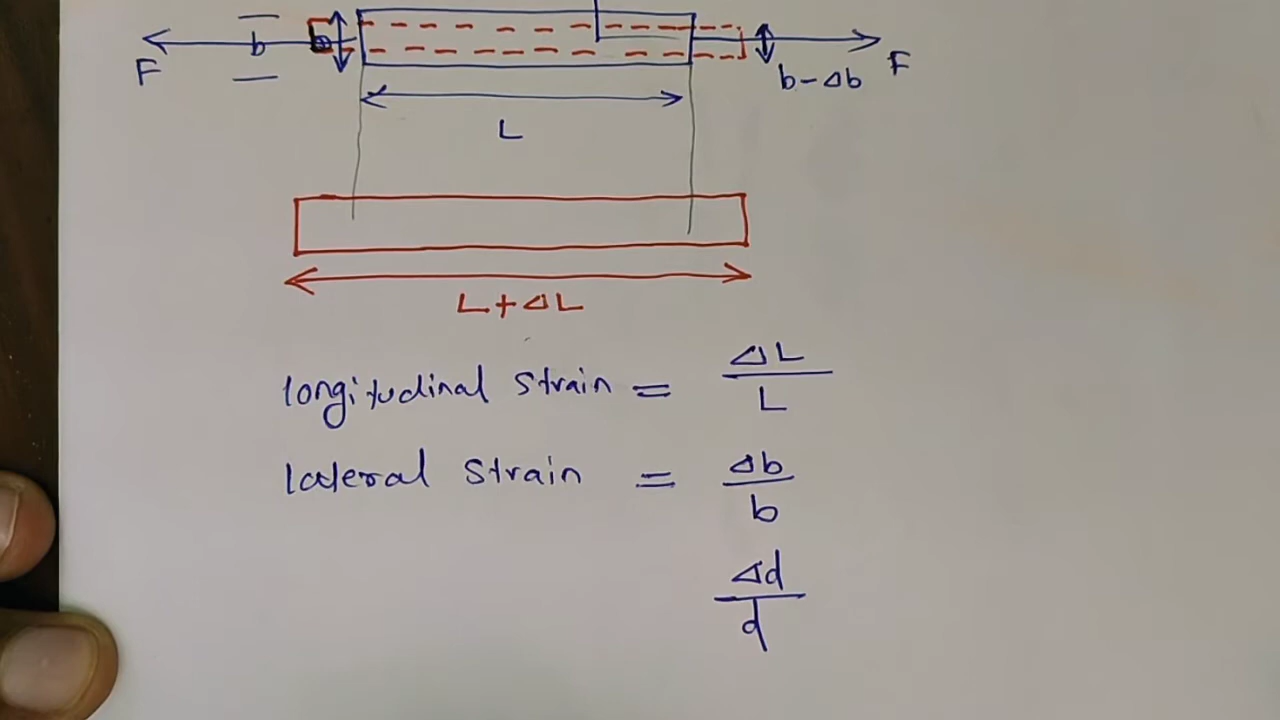 F b b F
b-Δb
L
L+ΔL
longitudinal strain = ΔL/L
lateral strain = Δb/b
Δd/d